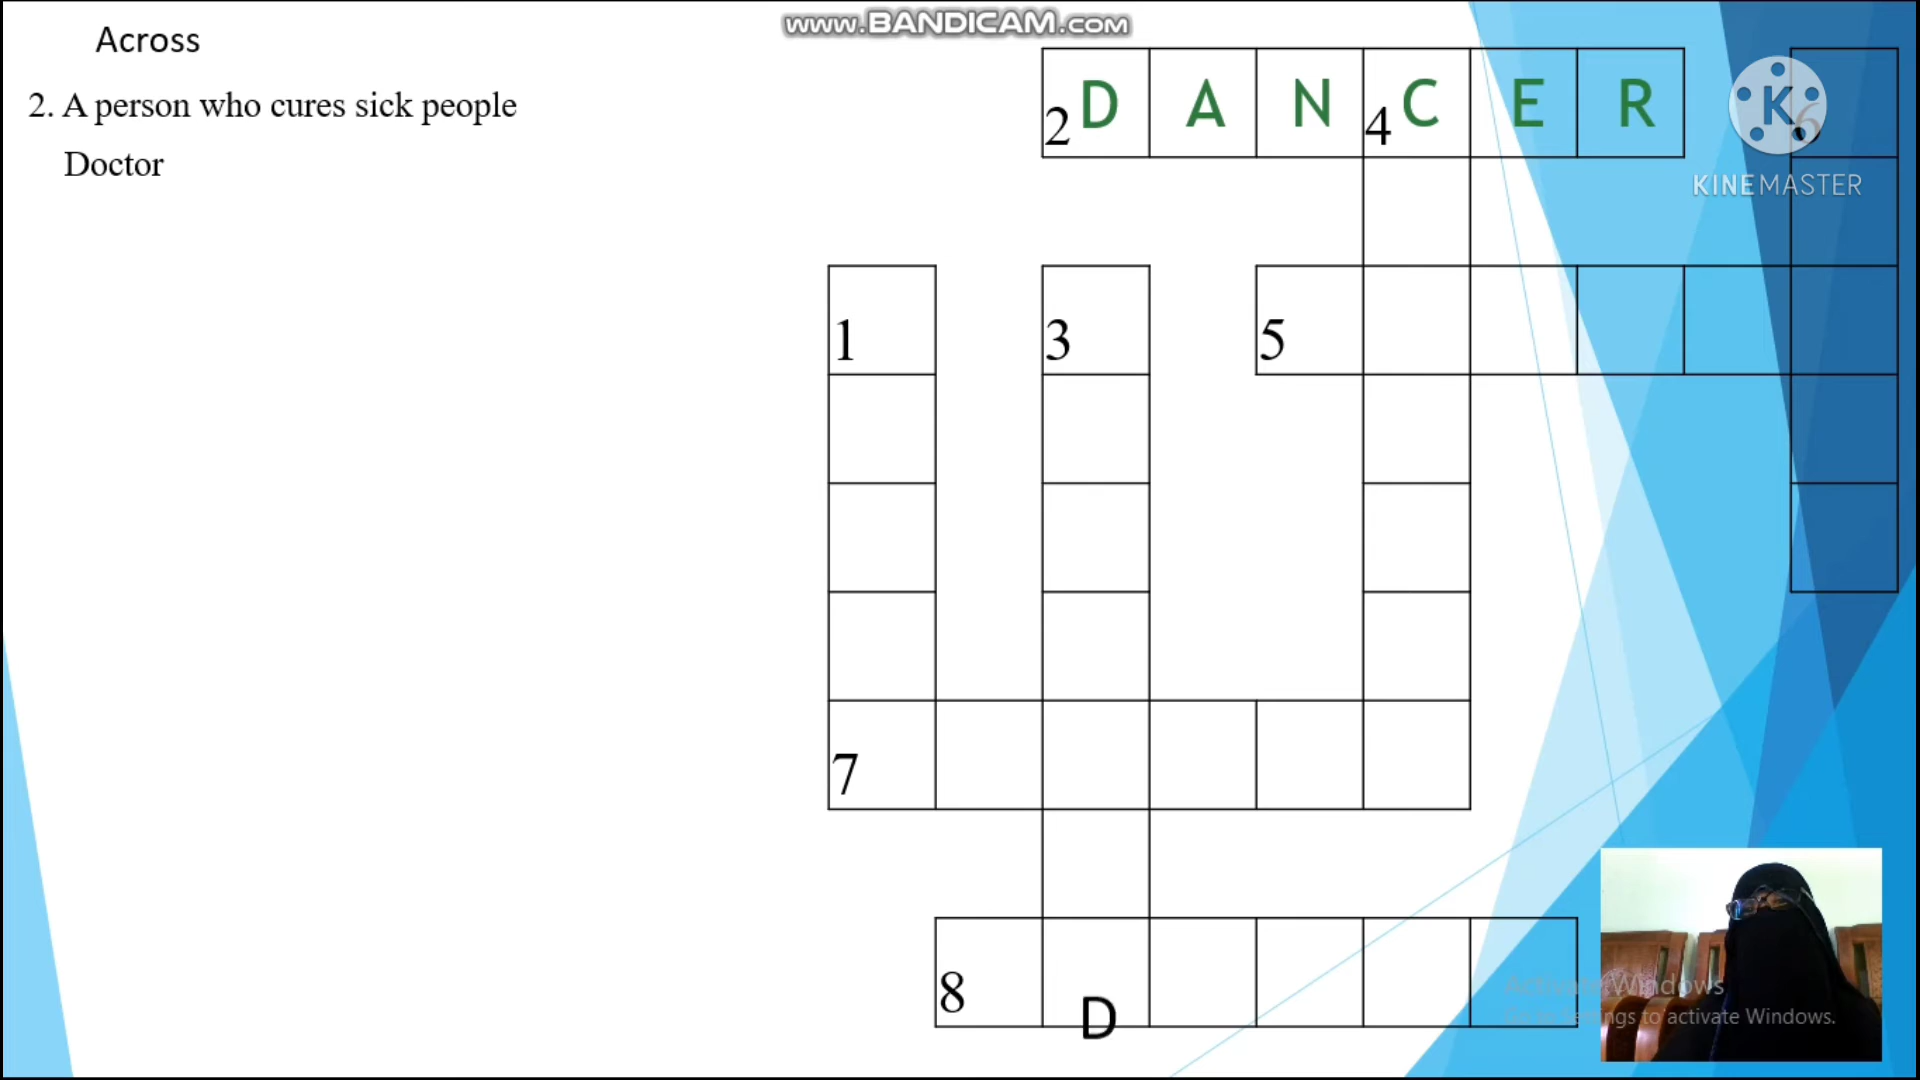 www.BANDICAM.com
Across
2. A person who cures sick people
Doctor
2 D A N 4 C E R 6
K
KINEMASTER
1 3 5
7
8 D
Activate Windows
Go to Settings to activate Windows.